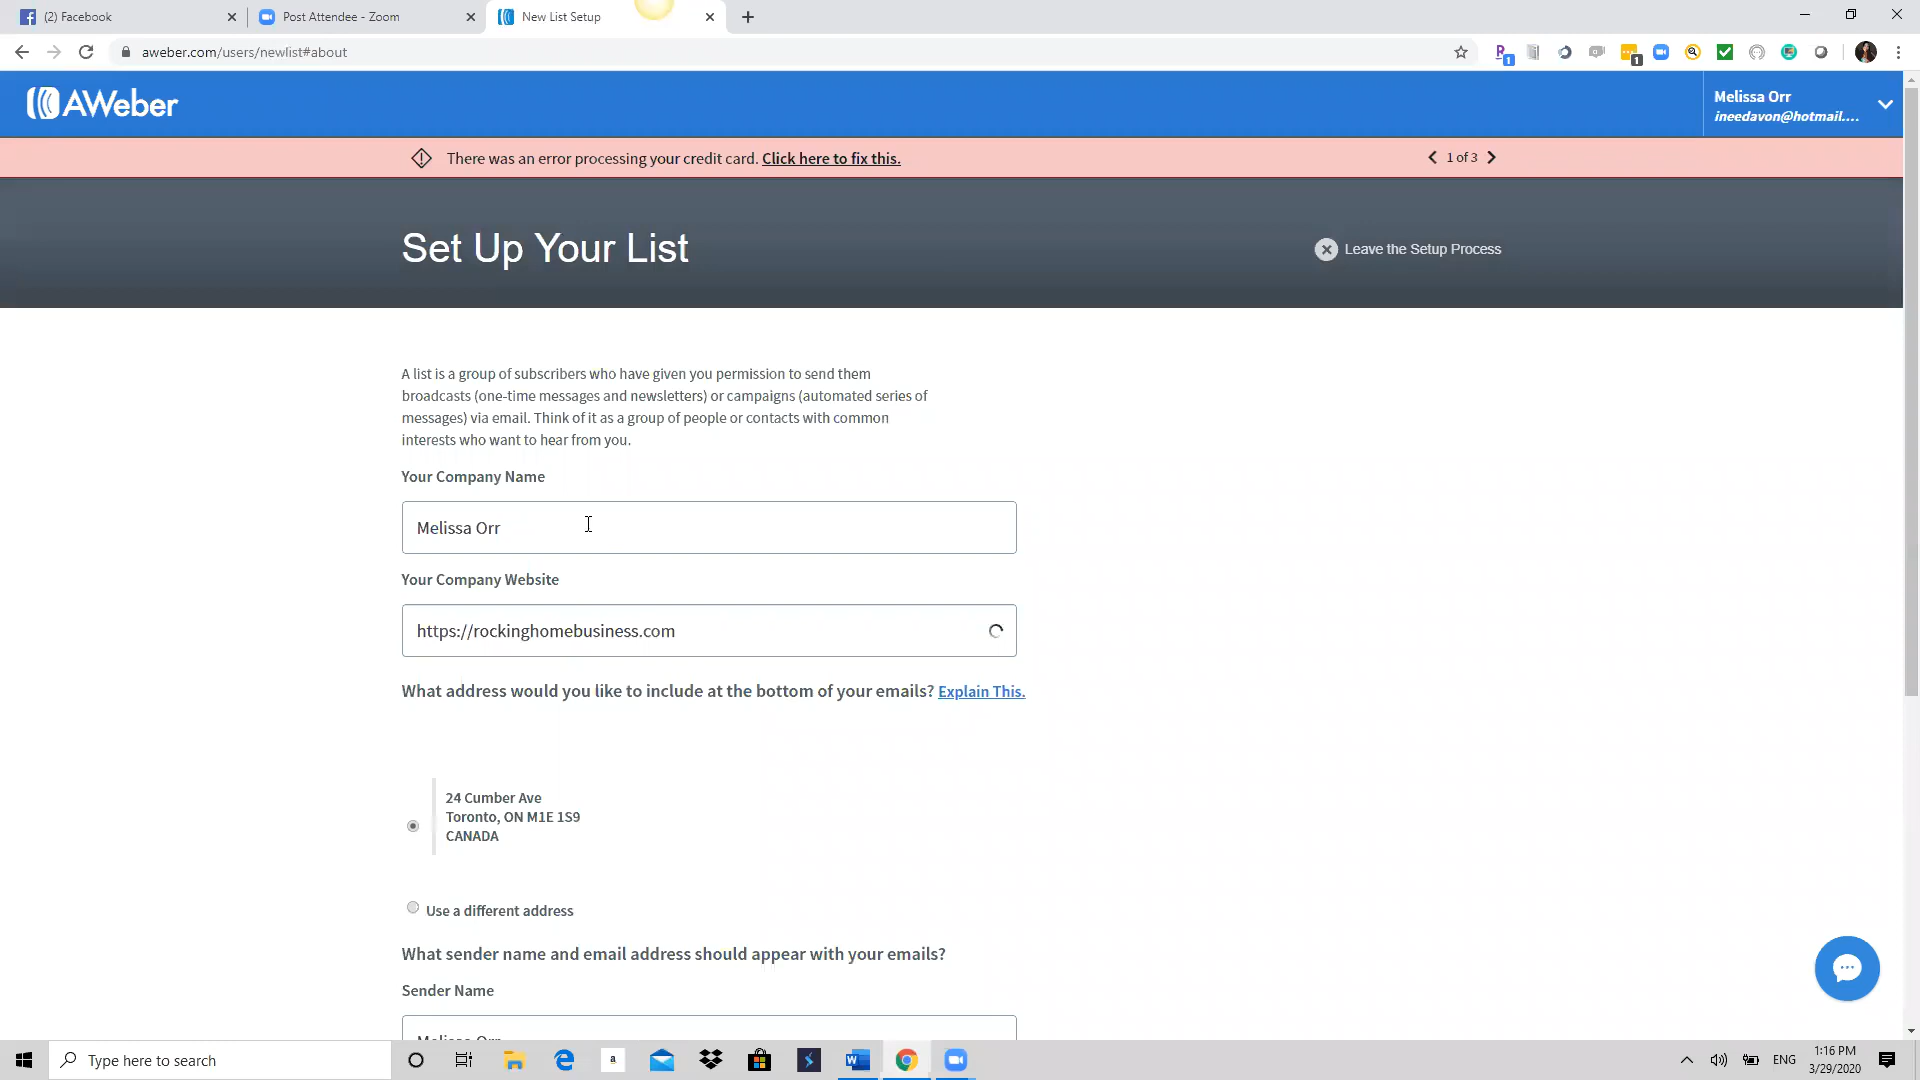 (2) Facebook
Post Attendee - Zoom
New List Setup
aweber.com/users/newlist#about
1
1
AWeber
Melissa Orr
ineedavon@hotmail....
There was an error processing your credit card. Click here to fix this.
1 of 3
Set Up Your List
Leave the Setup Process
A list is a group of subscribers who have given you permission to send them
broadcasts (one-time messages and newsletters) or campaigns (automated series of
messages) via email. Think of it as a group of people or contacts with common
interests who want to hear from you.
Your Company Name
Melissa Orr
Your Company Website
https://rockinghomebusiness.com
What address would you like to include at the bottom of your emails? Explain This.
24 Cumber Ave
Toronto, ON M1E 1S9
CANADA
Use a different address
What sender name and email address should appear with your emails?
Sender Name
Melissa Orr
Type here to search
a
W
ENG
1:16 PM
3/29/2020